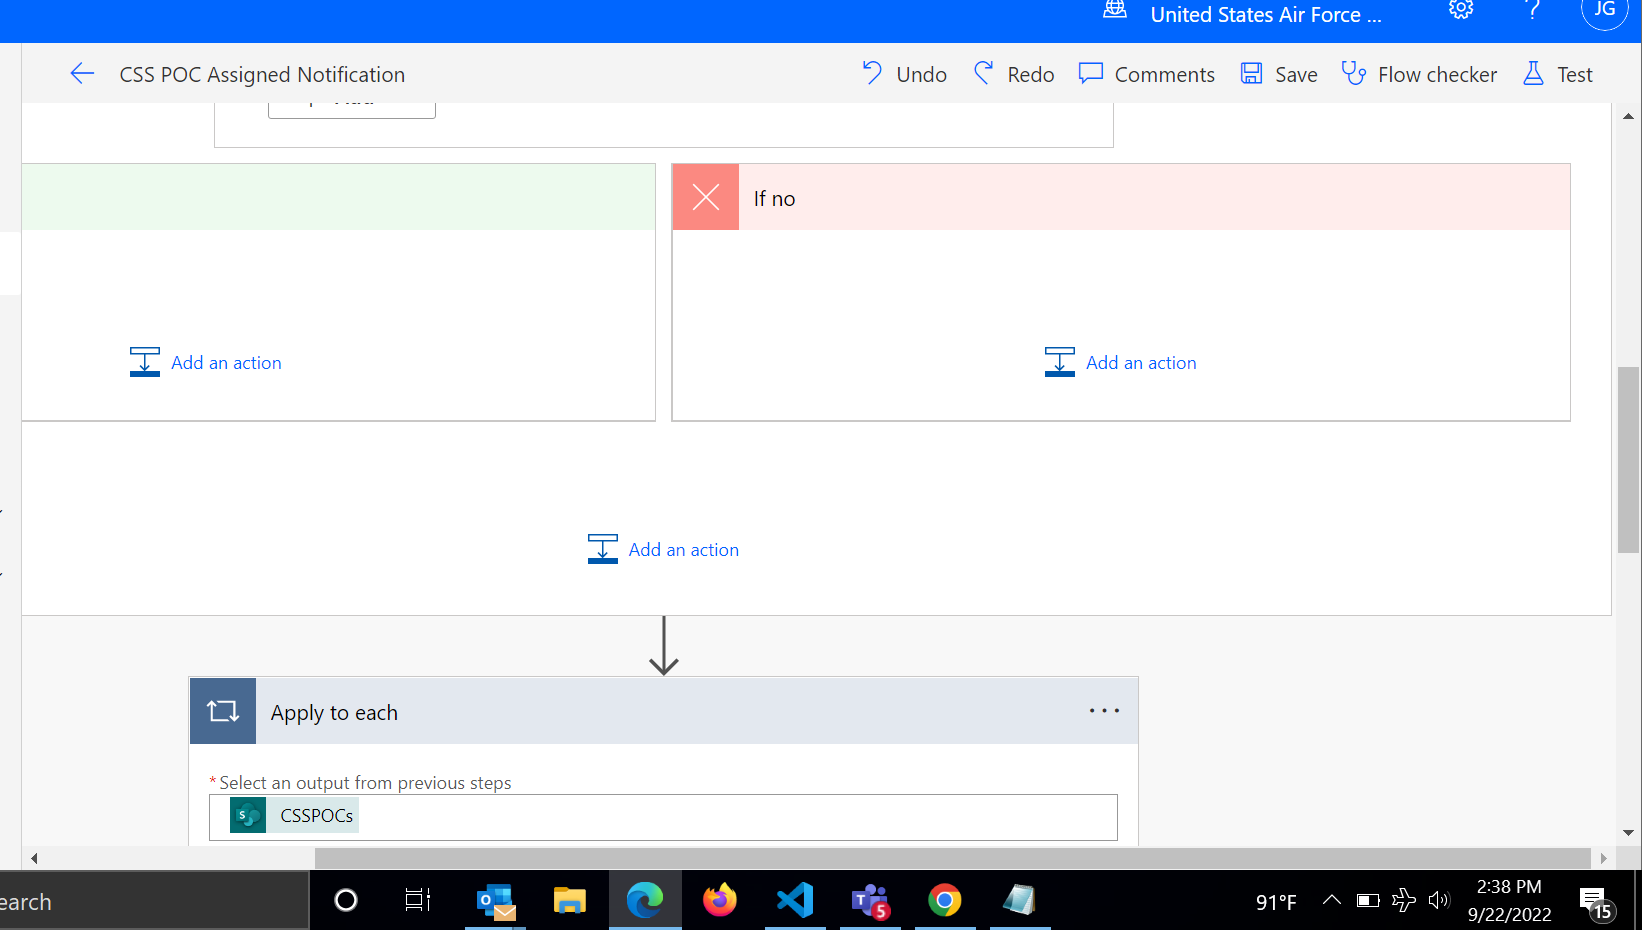 United States Air Force ...
JG
CSS POC Assigned Notification
Undo
Redo
Comments
Save
Flow checker
Test
If no
Add an action
Add an action
Add an action
Apply to each
* Select an output from previous steps
CSSPOCs
earch
5
91°F
2:38 PM
9/22/2022
15